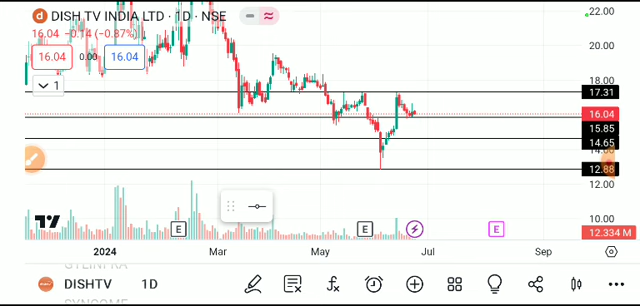 d DISH TV INDIA LTD · 1D · NSE
16.04 −0.14 (−0.87%)
16.04 0.00 16.04
1
22.00
20.00
18.00
17.31
16.04
15.85
14.65
14.00
12.88
12.00
10.00
12.334 M
E E E
2024 Mar May Jul Sep
DISHTV 1D